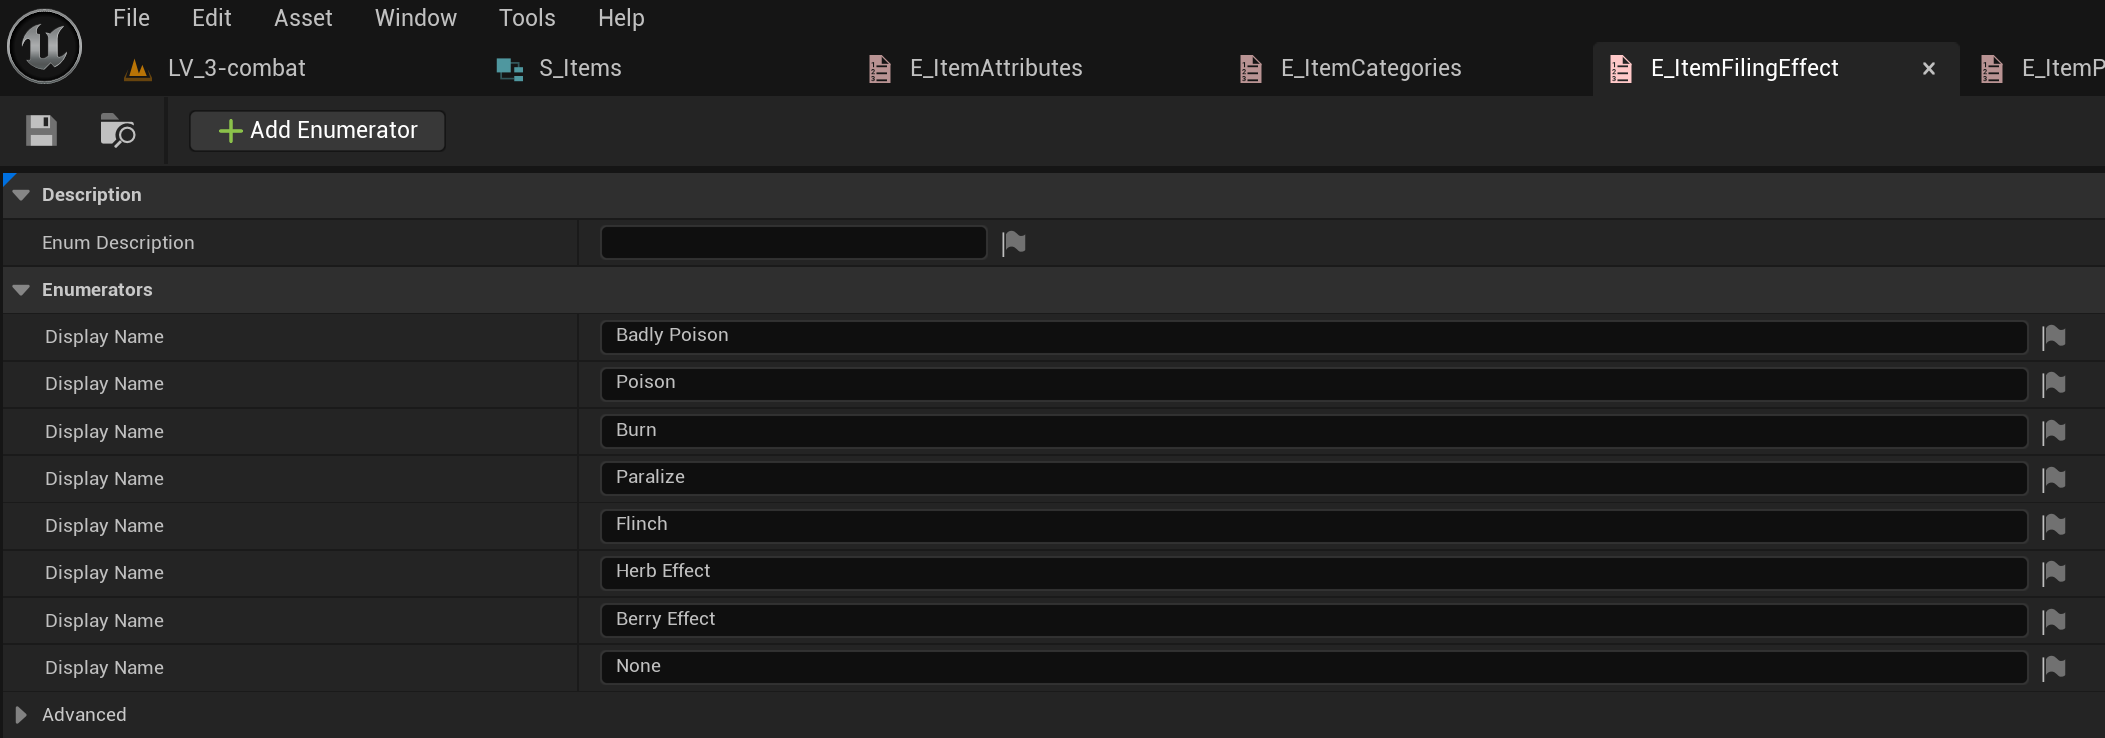 File Edit Asset Window Tools Help
LV_3-combat S_Items E_ItemAttributes E_ItemCategories E_ItemFilingEffect E_ItemP
Add Enumerator
Description
Enum Description
Enumerators
Display Name Badly Poison
Display Name Poison
Display Name Burn
Display Name Paralize
Display Name Flinch
Display Name Herb Effect
Display Name Berry Effect
Display Name None
Advanced